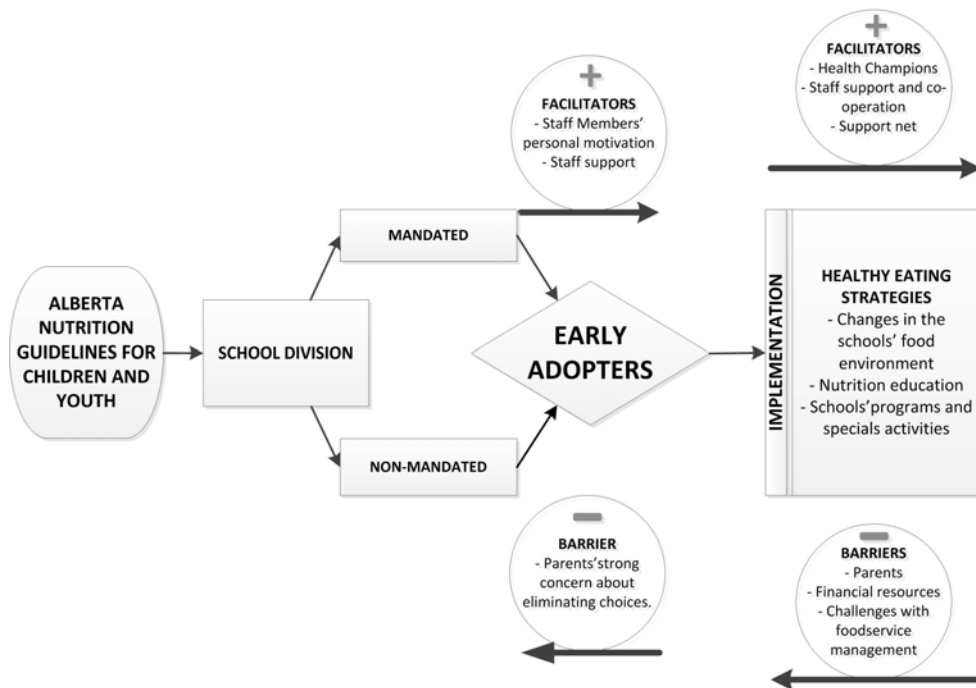 ALBERTA
NUTRITION
GUIDELINES FOR
CHILDREN AND
YOUTH
SCHOOL DIVISION
MANDATED
NON-MANDATED
FACILITATORS
- Staff Members'
personal motivation
- Staff support
EARLY
ADOPTERS
BARRIER
- Parents'strong
concern about
eliminating choices.
FACILITATORS
- Health Champions
- Staff support and co-
operation
- Support net
IMPLEMENTATION
HEALTHY EATING
STRATEGIES
- Changes in the
schools' food
environment
- Nutrition education
- Schools'programs and
specials activities
BARRIERS
- Parents
- Financial resources
- Challenges with
foodservice
management